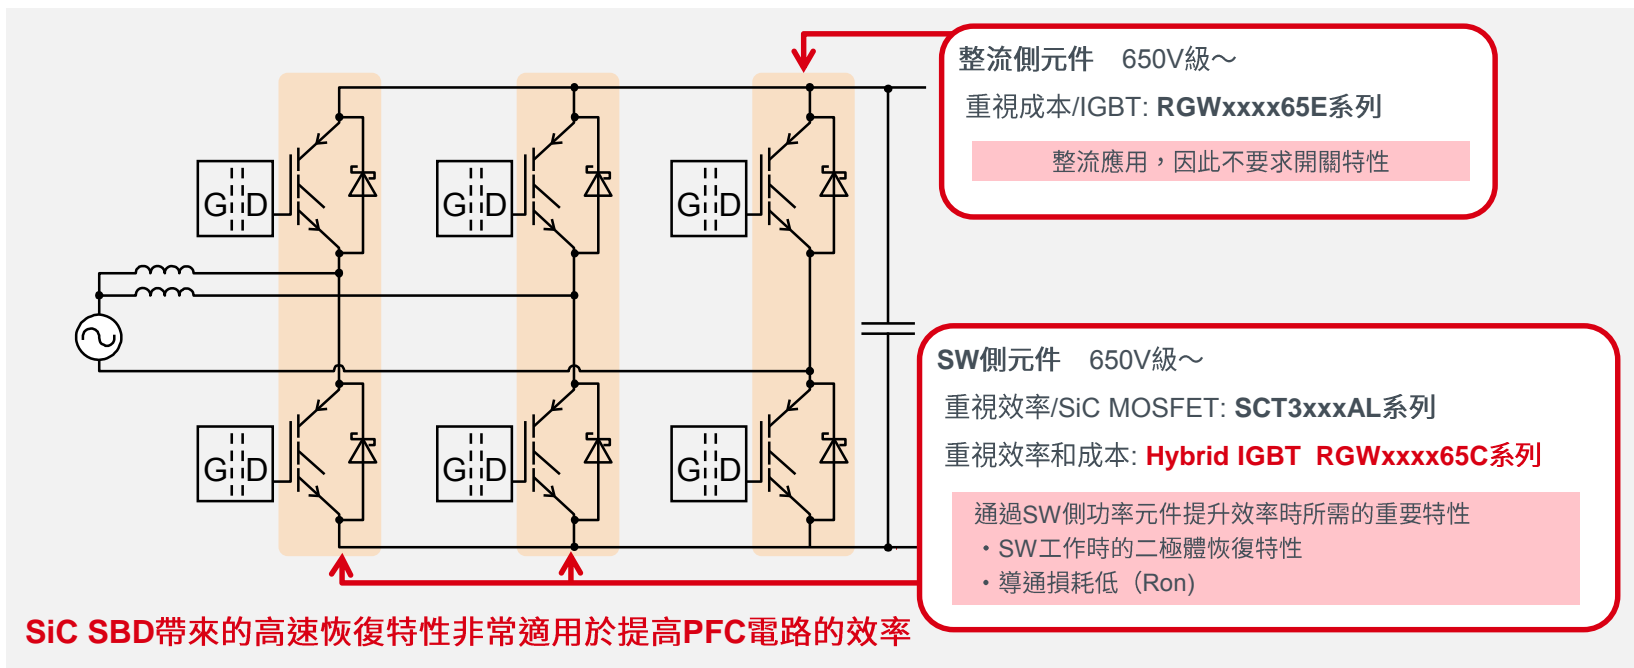 整流側元件　650V級～
重視成本/IGBT: RGWxxxx65E系列
整流應用，因此不要求開關特性
G D
G D
G D
SW側元件　650V級～
重視效率/SiC MOSFET: SCT3xxxAL系列
重視效率和成本: Hybrid IGBT RGWxxxx65C系列
通過SW側功率元件提升效率時所需的重要特性
・SW工作時的二極體恢復特性
・導通損耗低（Ron)
G D
G D
G D
SiC SBD帶來的高速恢復特性非常適用於提高PFC電路的效率